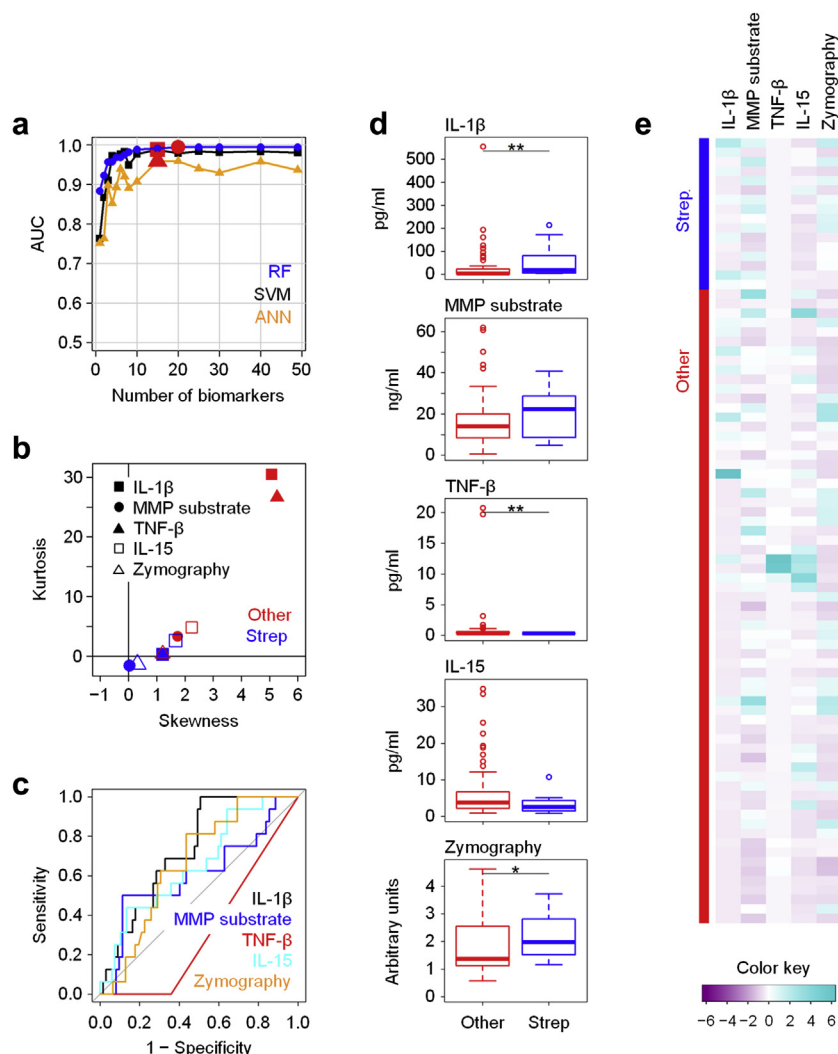 a
1.0
0.9
0.8
0.7
0.6
0.5
AUC
RF
SVM
ANN
0 10 20 30 40 50
Number of biomarkers
b
30
20
10
0
Kurtosis
IL-1β
MMP substrate
TNF-β
IL-15
Zymography
Other
Strep
−1 0 1 2 3 4 5 6
Skewness
c
1.0
0.8
0.6
0.4
0.2
0.0
Sensitivity
IL-1β
MMP substrate
TNF-β
IL-15
Zymography
0.0 0.2 0.4 0.6 0.8 1.0
1 − Specificity
d
IL-1β
**
500
400
300
200
100
0
pg/ml
MMP substrate
60
40
20
0
ng/ml
TNF-β
**
20
15
10
5
0
pg/ml
IL-15
30
20
10
0
pg/ml
Zymography
*
4
3
2
1
0
Arbitrary units
Other Strep
e
IL-1β
MMP substrate
TNF-β
IL-15
Zymography
Strep.
Other
Color key
−6 −4 −2 0 2 4 6